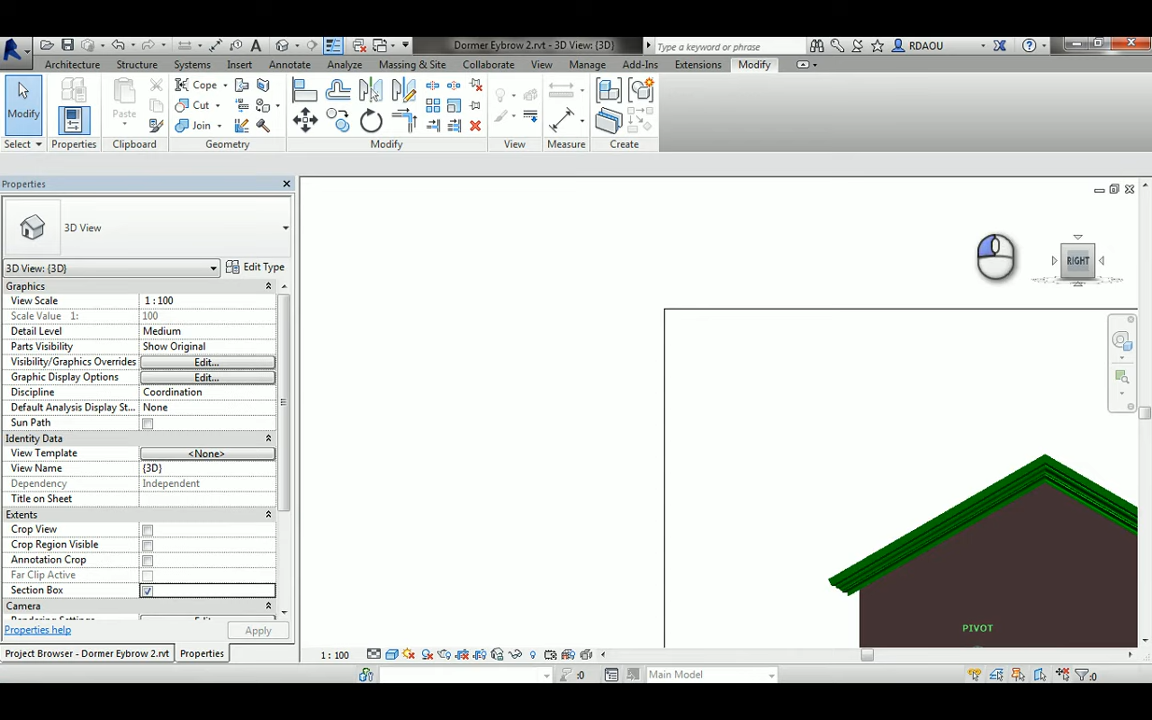 Dormer Eybrow 2.rvt - 3D View: {3D}
Type a keyword or phrase
RDAOU
Architecture
Structure
Systems
Insert
Annotate
Analyze
Massing & Site
Collaborate
View
Manage
Add-Ins
Extensions
Modify
Modify
Paste
Cope
Cut
Join
Select
Properties
Clipboard
Geometry
Modify
View
Measure
Create
Properties
3D View
3D View: {3D}
Edit Type
Graphics
View Scale
1 : 100
Scale Value 1:
100
Detail Level
Medium
Parts Visibility
Show Original
Visibility/Graphics Overrides
Edit...
Graphic Display Options
Edit...
Discipline
Coordination
Default Analysis Display St...
None
Sun Path
Identity Data
View Template
<None>
View Name
{3D}
Dependency
Independent
Title on Sheet
Extents
Crop View
Crop Region Visible
Annotation Crop
Far Clip Active
Section Box
Camera
Properties help
Apply
Project Browser - Dormer Eybrow 2.rvt
Properties
RIGHT
PIVOT
1 : 100
:0
Main Model
:0